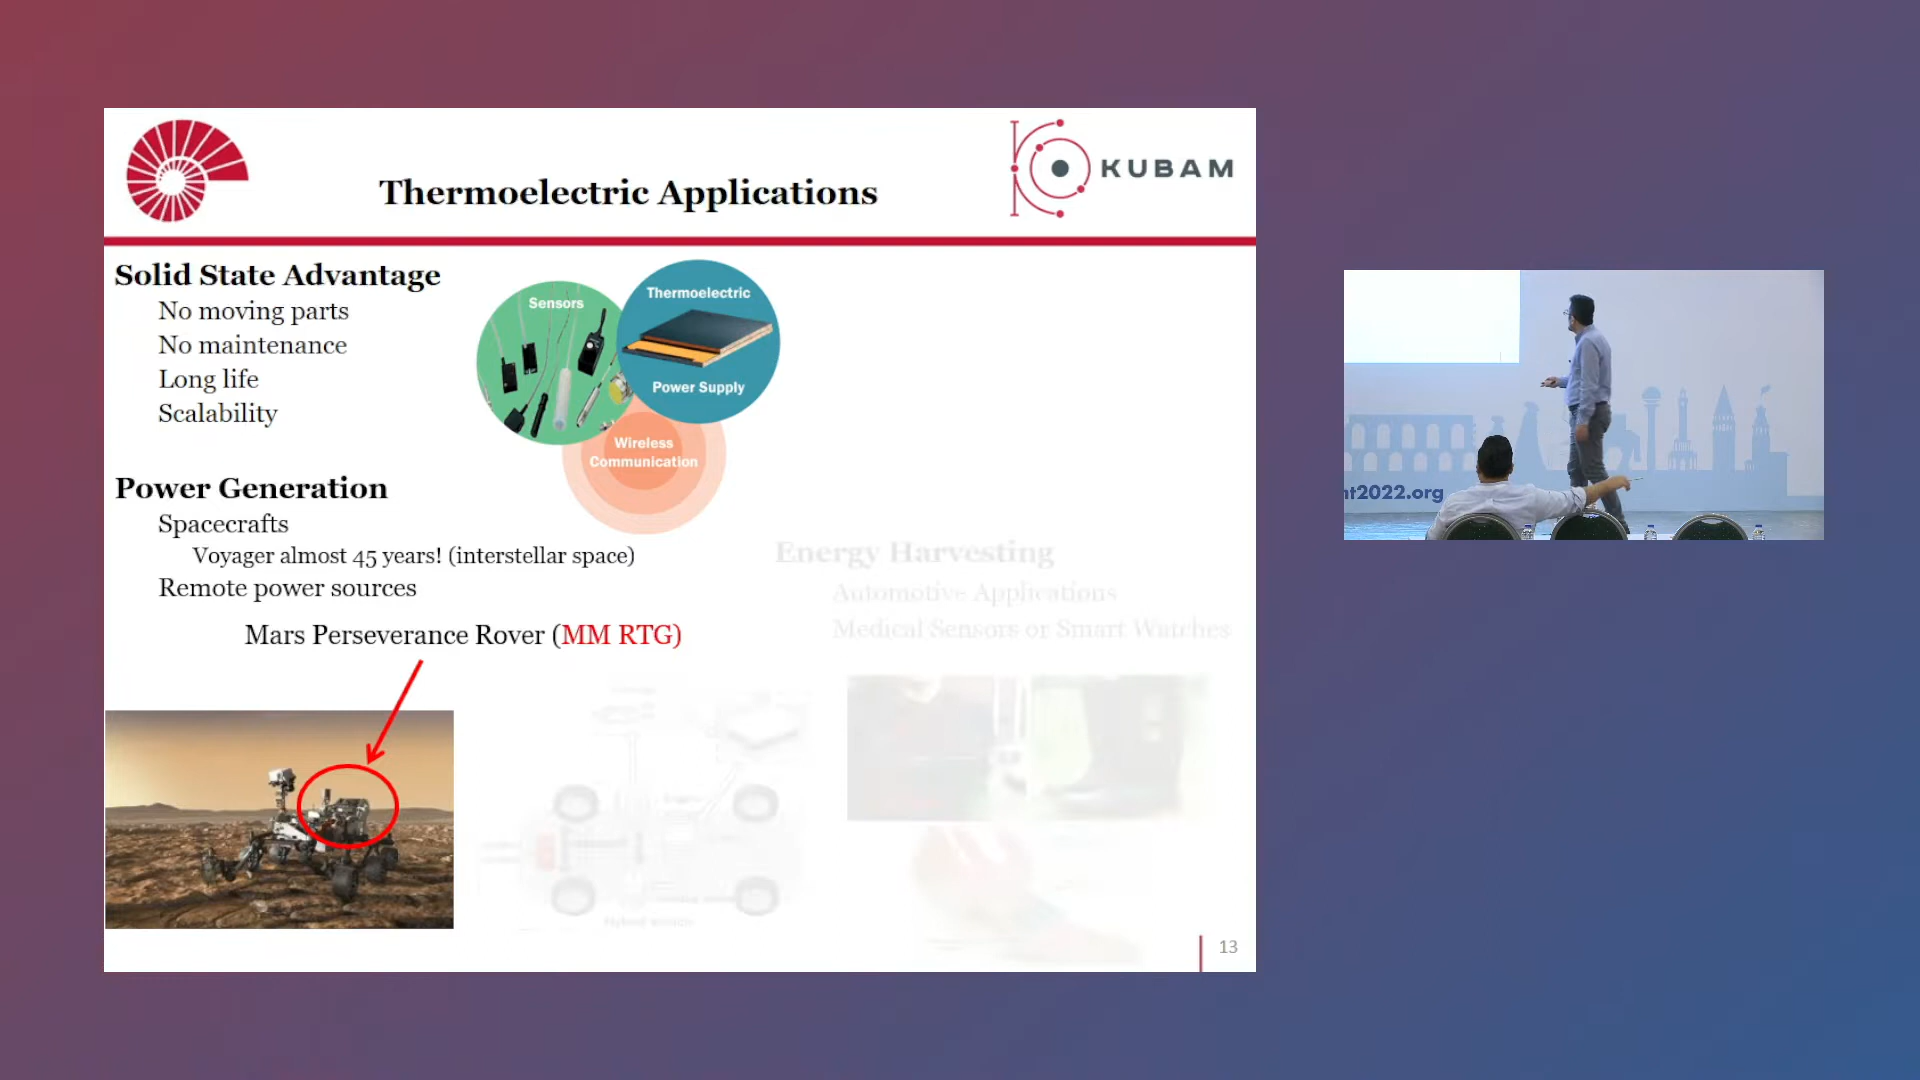 KUBAM
Thermoelectric Applications
Solid State Advantage
No moving parts
No maintenance
Long life
Scalability
Sensors
Thermoelectric
Power Supply
Wireless
Communication
Power Generation
Spacecrafts
Voyager almost 45 years! (interstellar space)
Remote power sources
Mars Perseverance Rover (MM RTG)
Energy Harvesting
Automotive Applications
Medical Sensors or Smart Watches
13
nt2022.org